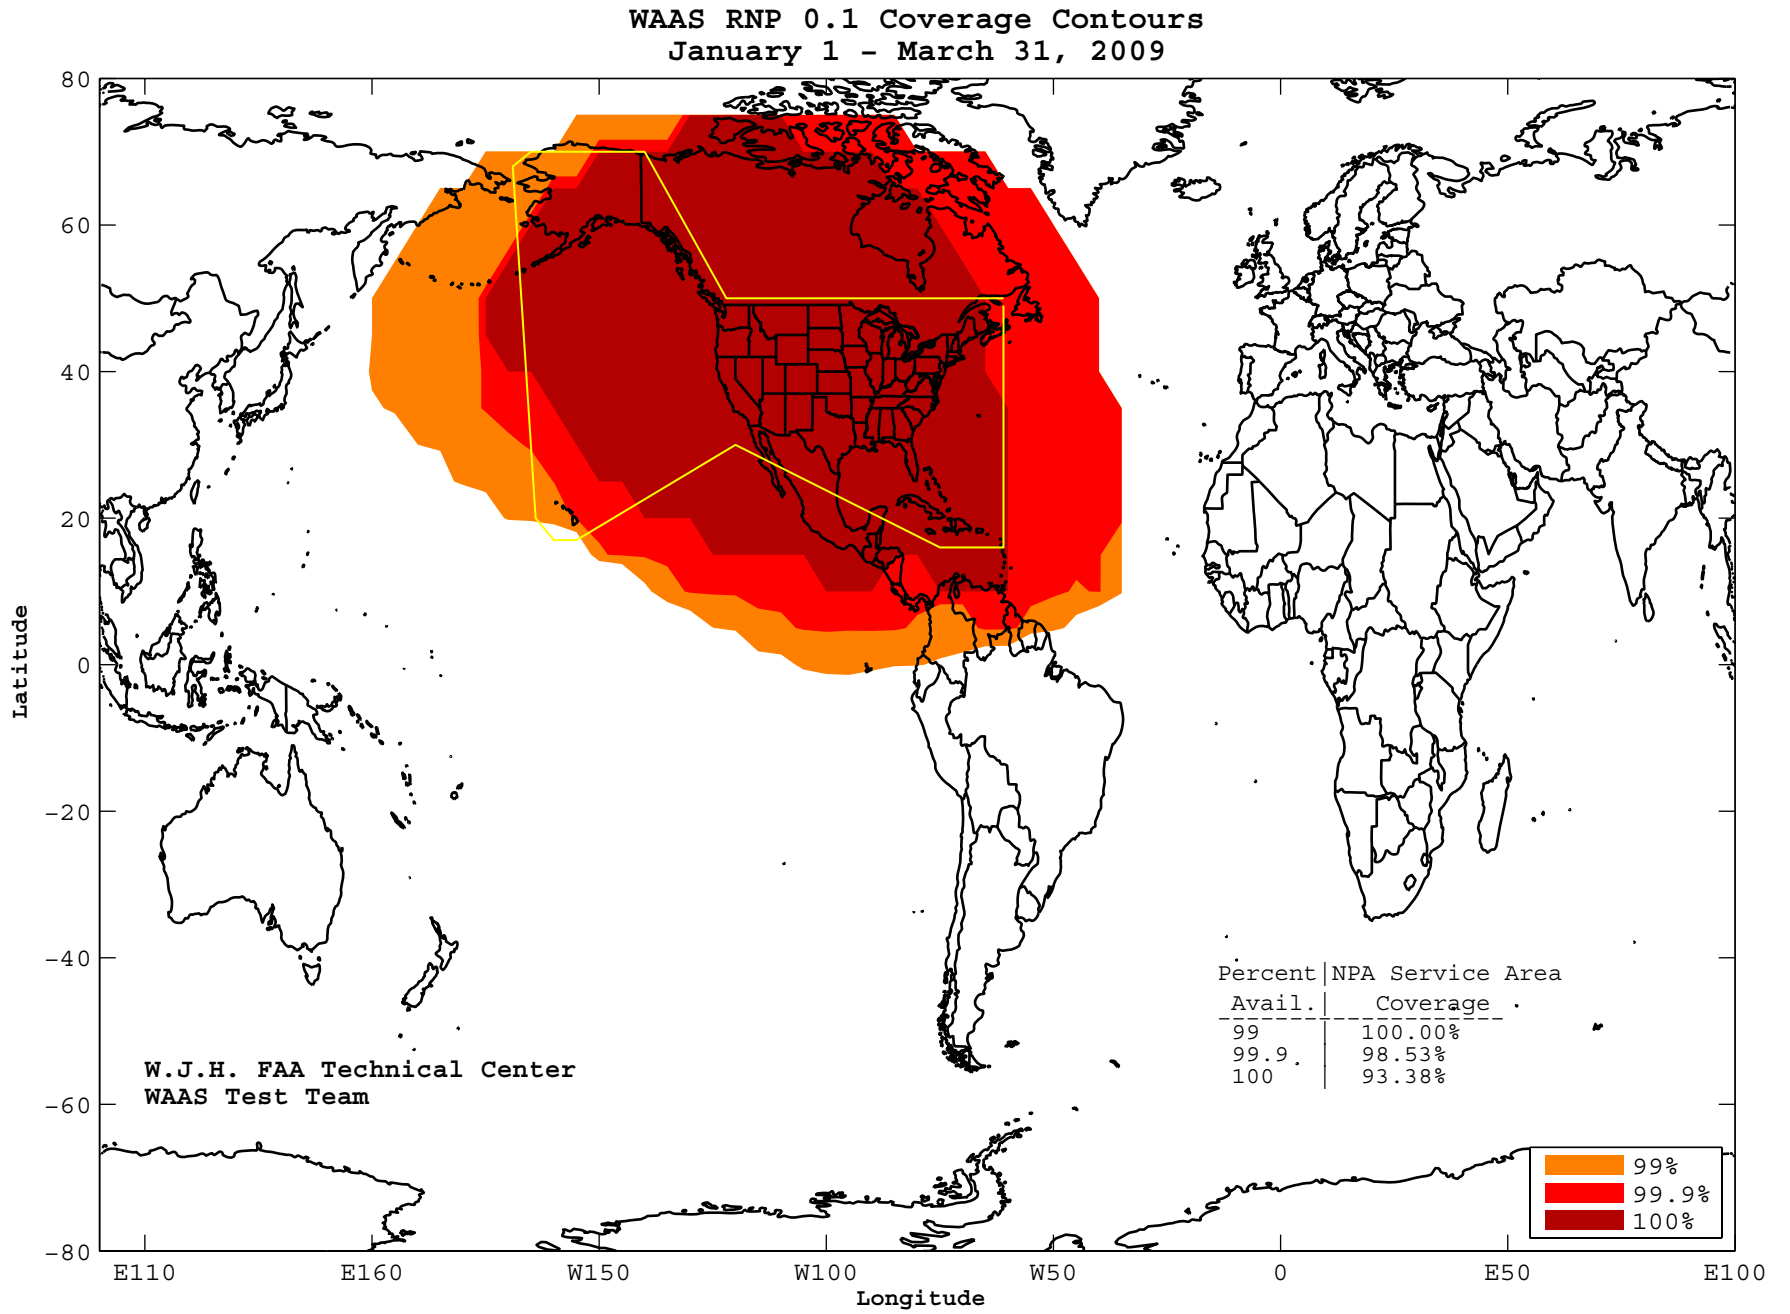 WAAS RNP 0.1 Coverage Contours
January 1 - March 31, 2009
80
60
40
20
0
-20
-40
-60
-80
Latitude
E110 E160 W150 W100 W50 0 E50 E100
Longitude
W.J.H. FAA Technical Center
WAAS Test Team
Percent|NPA Service Area
Avail.| Coverage
-------------------
99 | 100.00%
99.9 | 98.53%
100 | 93.38%
99%
99.9%
100%